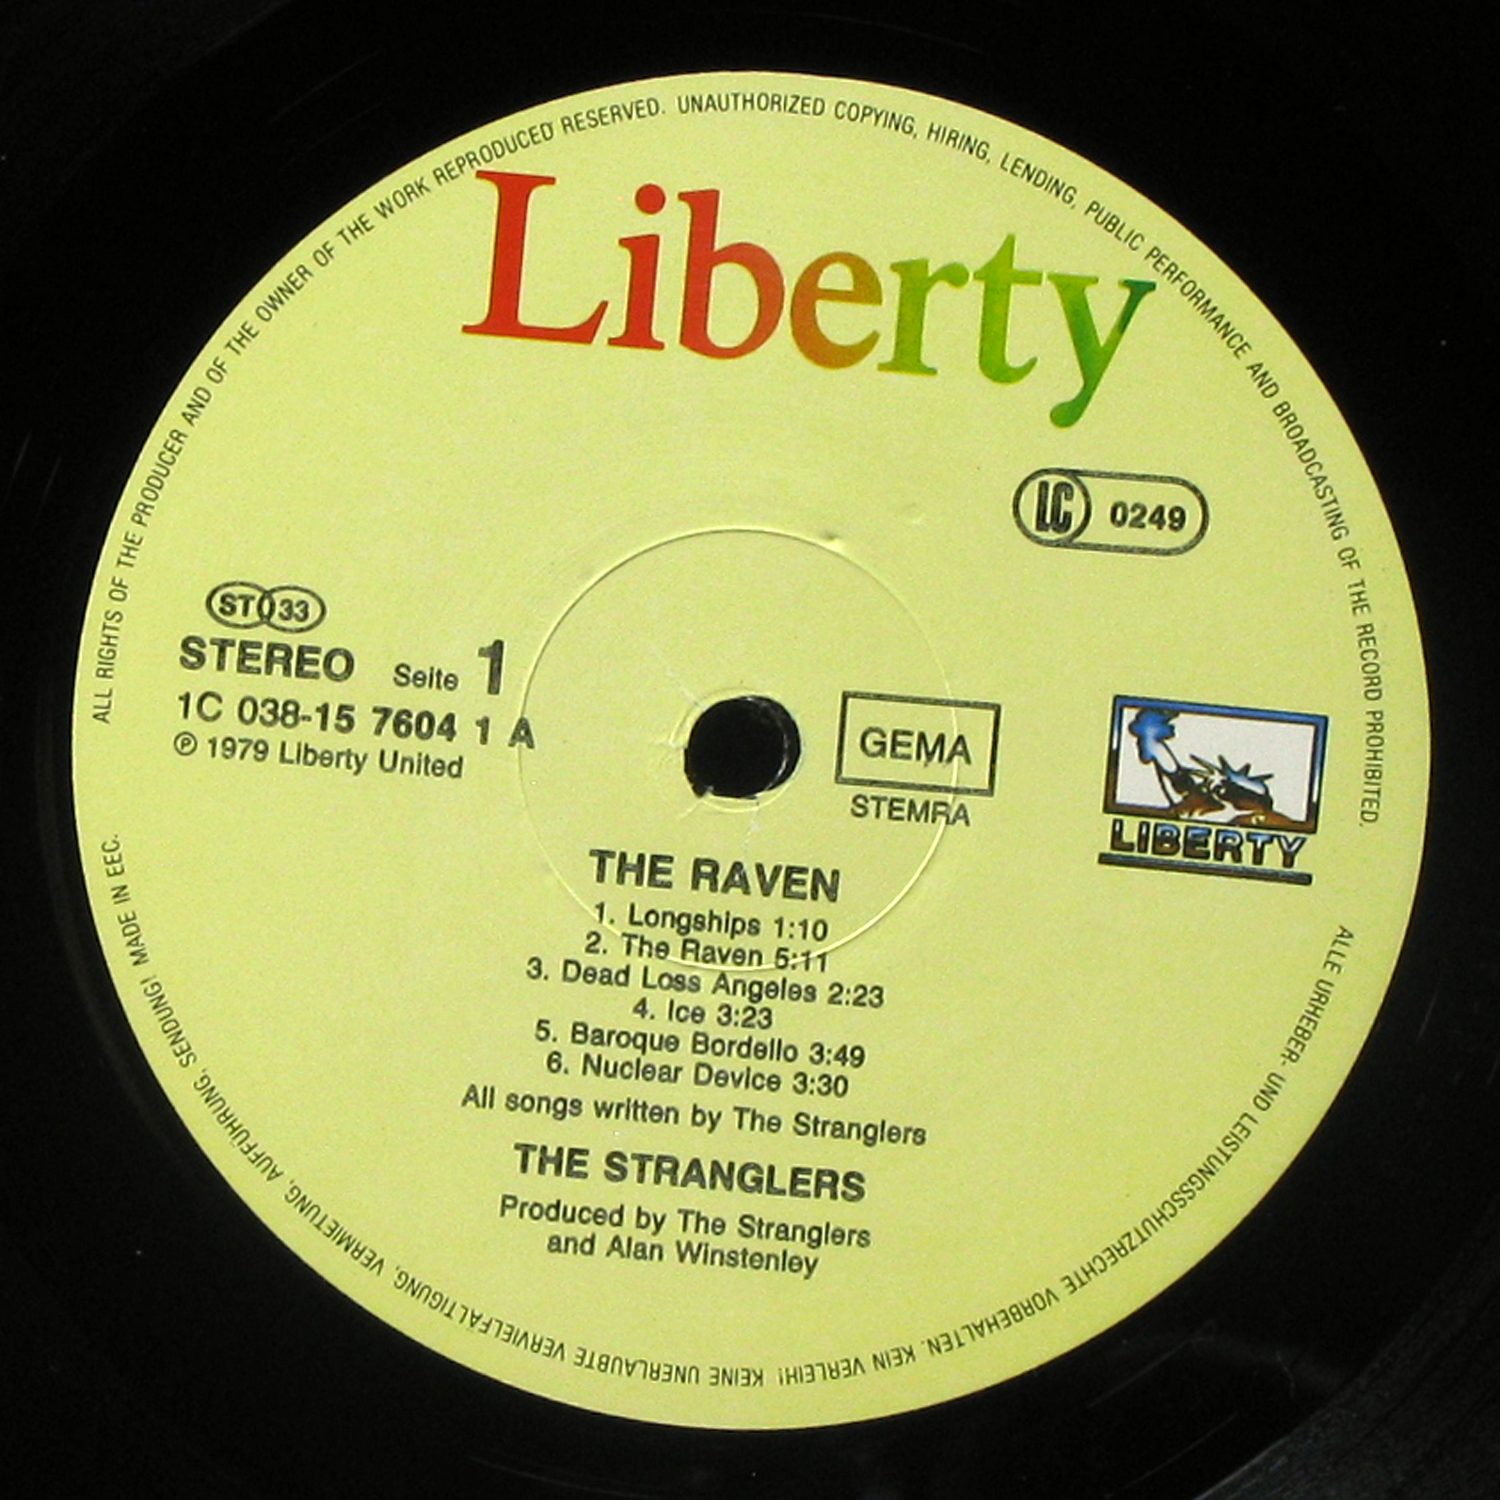 ALL RIGHTS OF THE PRODUCER AND OF THE OWNER OF THE WORK REPRODUCED RESERVED. UNAUTHORIZED COPYING, HIRING, LENDING, PUBLIC PERFORMANCE AND BROADCASTING OF THE RECORD PROHIBITED.
Liberty
LC 0249
ST 33
STEREO Seite 1
1C 038-15 7604 1 A
℗ 1979 Liberty United
GEMA
STEMRA
LIBERTY
THE RAVEN
1. Longships 1:10
2. The Raven 5:11
3. Dead Loss Angeles 2:23
4. Ice 3:23
5. Baroque Bordello 3:49
6. Nuclear Device 3:30
All songs written by The Stranglers
THE STRANGLERS
Produced by The Stranglers
and Alan Winstenley
ALLE URHEBER- UND LEISTUNGSSCHUTZRECHTE VORBEHALTEN. KEIN VERLEIH! KEINE UNERLAUBTE VERVIELFÄLTIGUNG, VERMIETUNG, AUFFÜHRUNG, SENDUNG! MADE IN EEC.